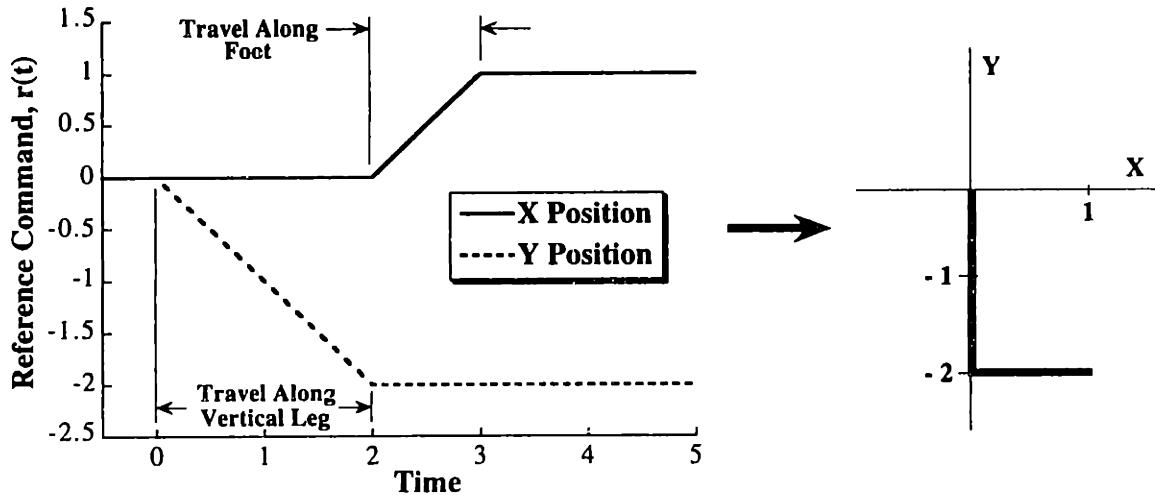 Reference Command, r(t)
1.5
1
0.5
0
-0.5
-1
-1.5
-2
-2.5
Travel Along
Foot
X Position
Y Position
Travel Along
Vertical Leg
0
1
2
3
4
5
Time
Y
X
1
- 1
- 2